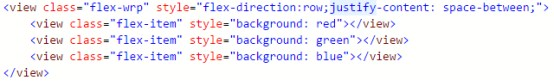 <view class="flex-wrp" style="flex-direction:row;justify-content: space-between;">
    <view class="flex-item" style="background: red"></view>
    <view class="flex-item" style="background: green"></view>
    <view class="flex-item" style="background: blue"></view>
</view>